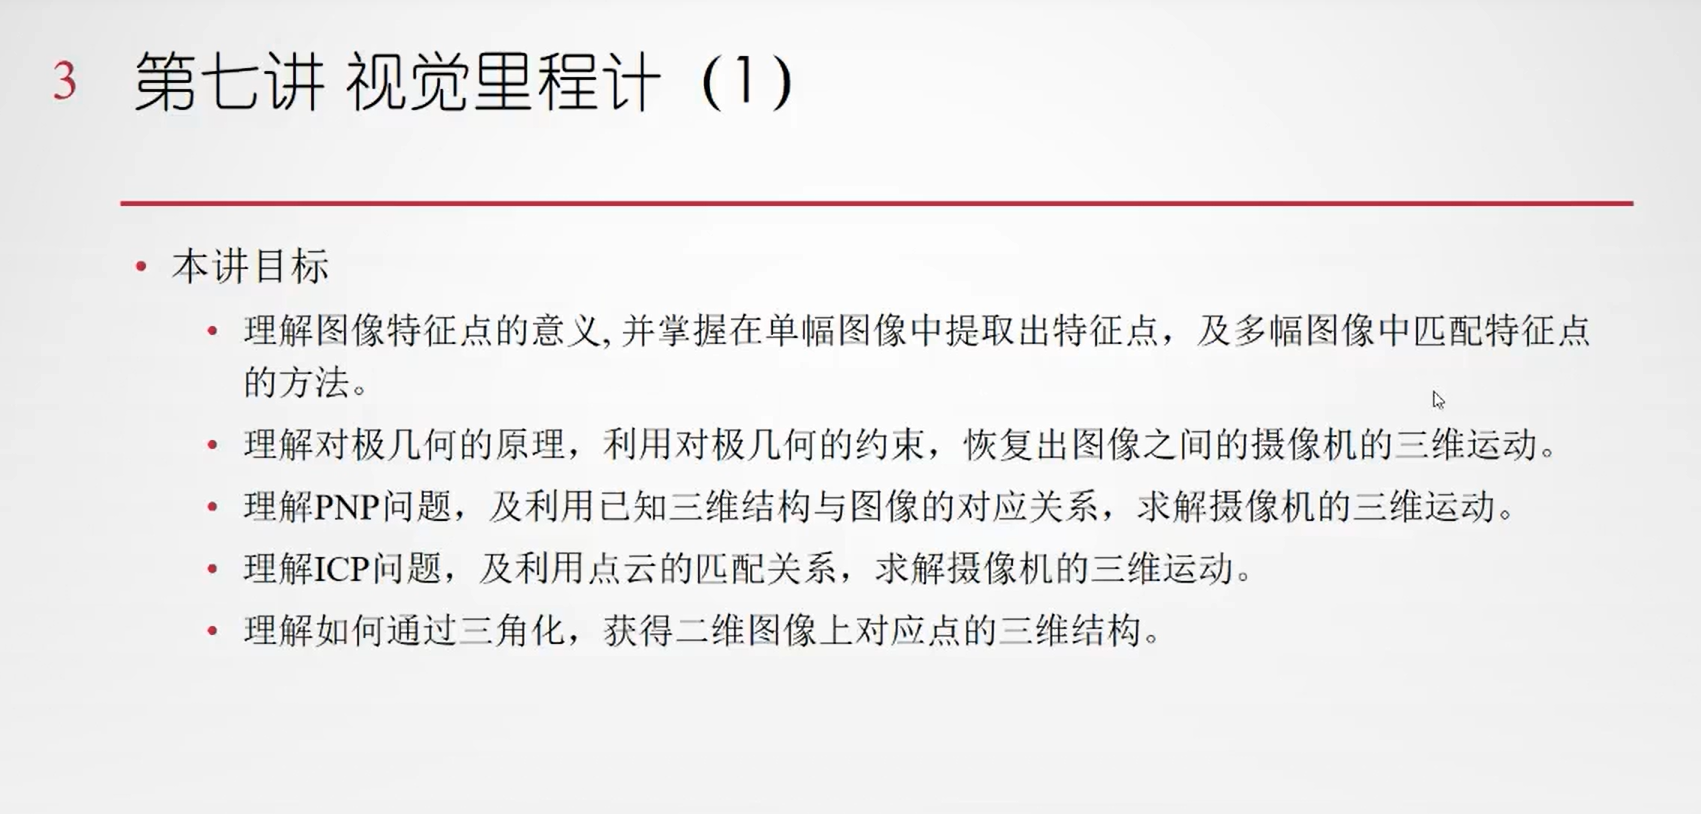 3
第七讲 视觉里程计（1）
• 本讲目标
• 理解图像特征点的意义, 并掌握在单幅图像中提取出特征点，及多幅图像中匹配特征点
的方法。
• 理解对极几何的原理，利用对极几何的约束，恢复出图像之间的摄像机的三维运动。
• 理解PNP问题，及利用已知三维结构与图像的对应关系，求解摄像机的三维运动。
• 理解ICP问题，及利用点云的匹配关系，求解摄像机的三维运动。
• 理解如何通过三角化，获得二维图像上对应点的三维结构。